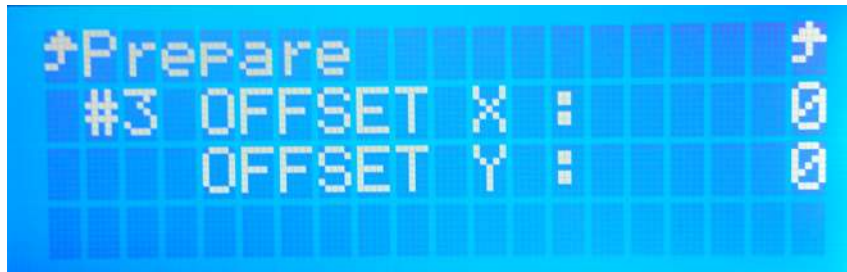 ⮥Prepare ⮥
#3 OFFSET X : 0
OFFSET Y : 0